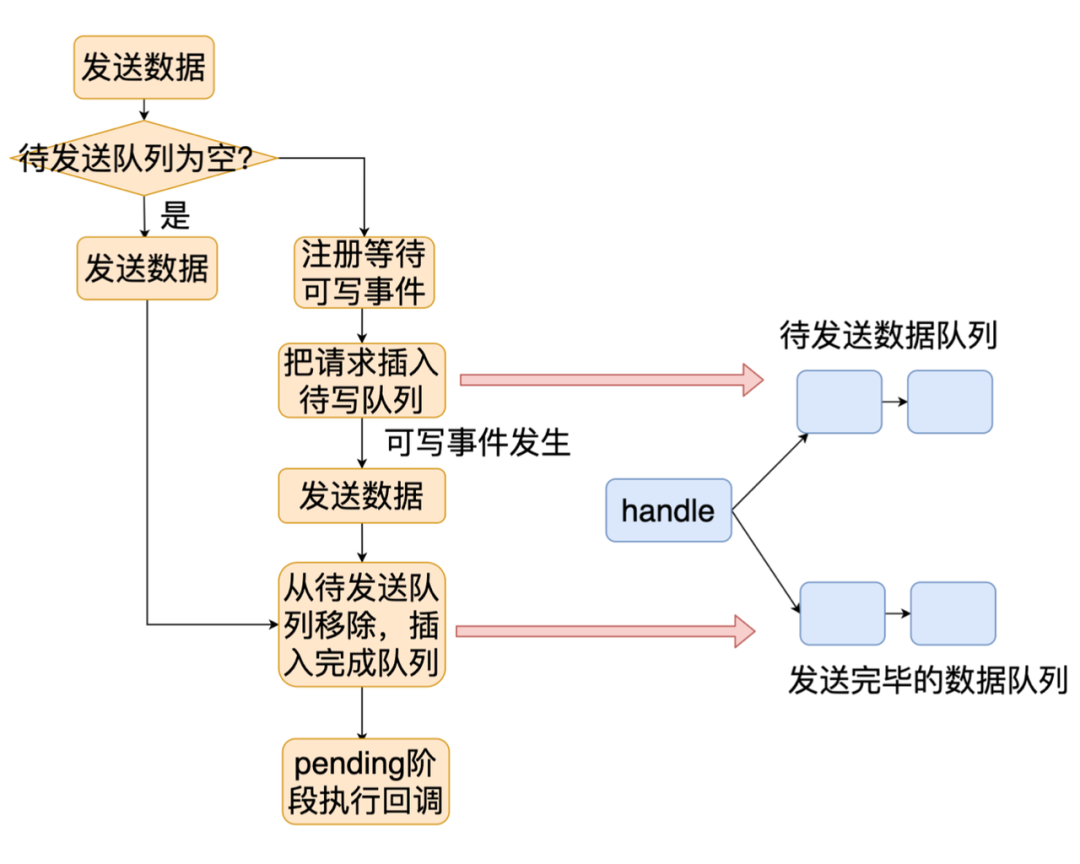 发送数据
待发送队列为空?
是
发送数据
注册等待
可写事件
把请求插入
待写队列
可写事件发生
发送数据
从待发送队
列移除，插
入完成队列
pending阶
段执行回调
待发送数据队列
handle
发送完毕的数据队列